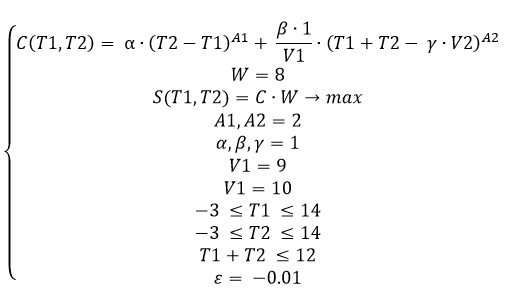 C(T1,T2) = α·(T2−T1)^A1 + β·1/V1·(T1+T2− γ·V2)^A2
W = 8
S(T1,T2) = C·W → max
A1,A2 = 2
α,β,γ = 1
V1 = 9
V1 = 10
−3 ≤ T1 ≤ 14
−3 ≤ T2 ≤ 14
T1 + T2 ≤ 12
ε = −0.01